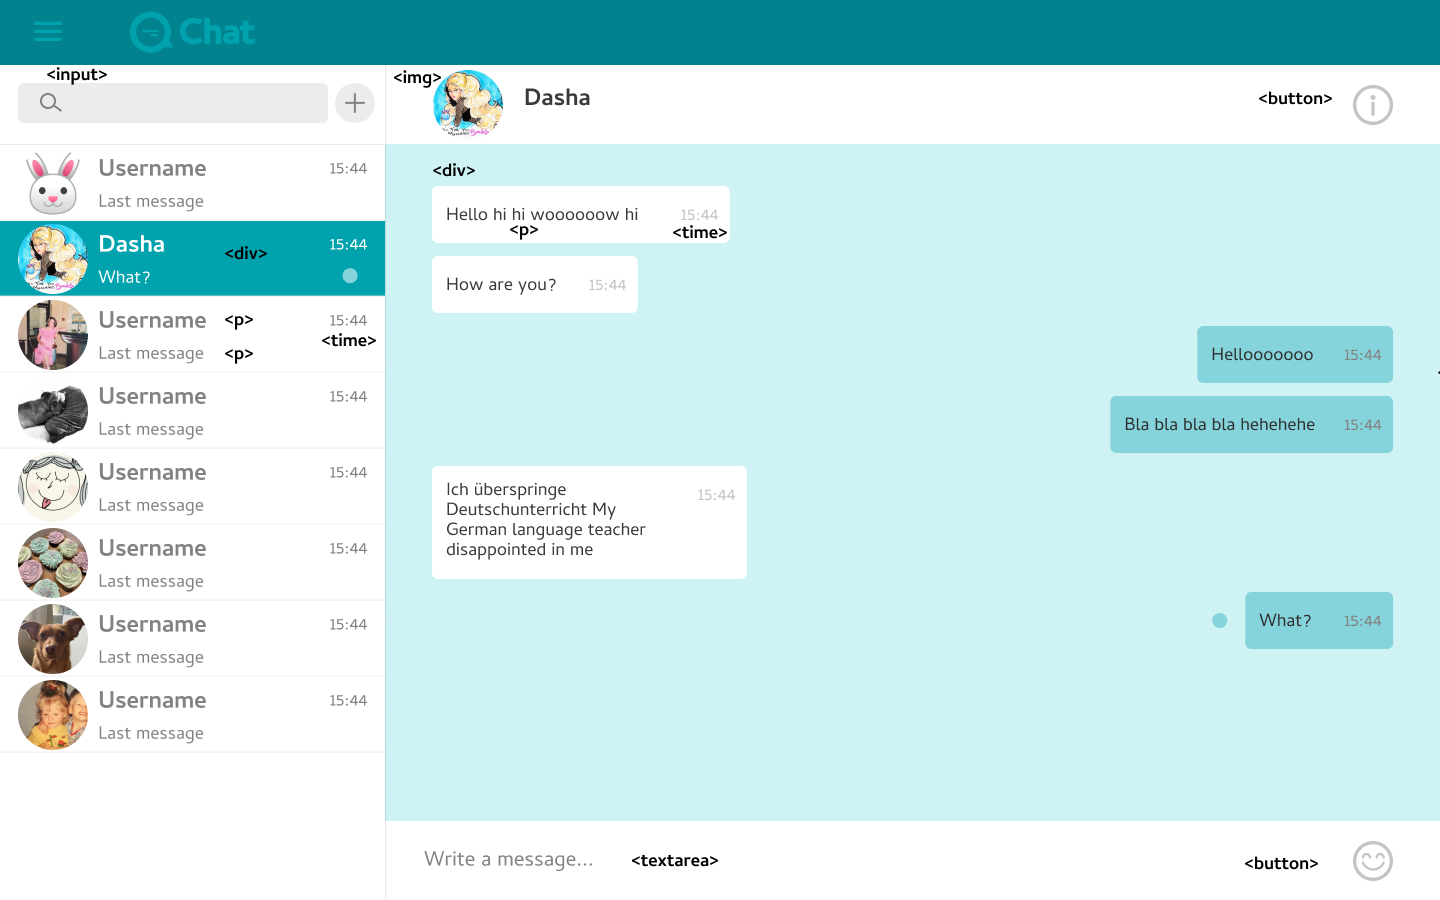 Chat
<input>
Username 15:44
Last message
Dasha 15:44
<div>
What?
Username <p> 15:44
<time>
Last message <p>
Username 15:44
Last message
Username 15:44
Last message
Username 15:44
Last message
Username 15:44
Last message
Username 15:44
Last message
<img> Dasha <button>
<div>
Hello hi hi woooooow hi 15:44
<p> <time>
How are you? 15:44
Hellooooooo 15:44
Bla bla bla bla hehehehe 15:44
Ich überspringe 15:44
Deutschunterricht My
German language teacher
disappointed in me
What? 15:44
Write a message... <textarea> <button>